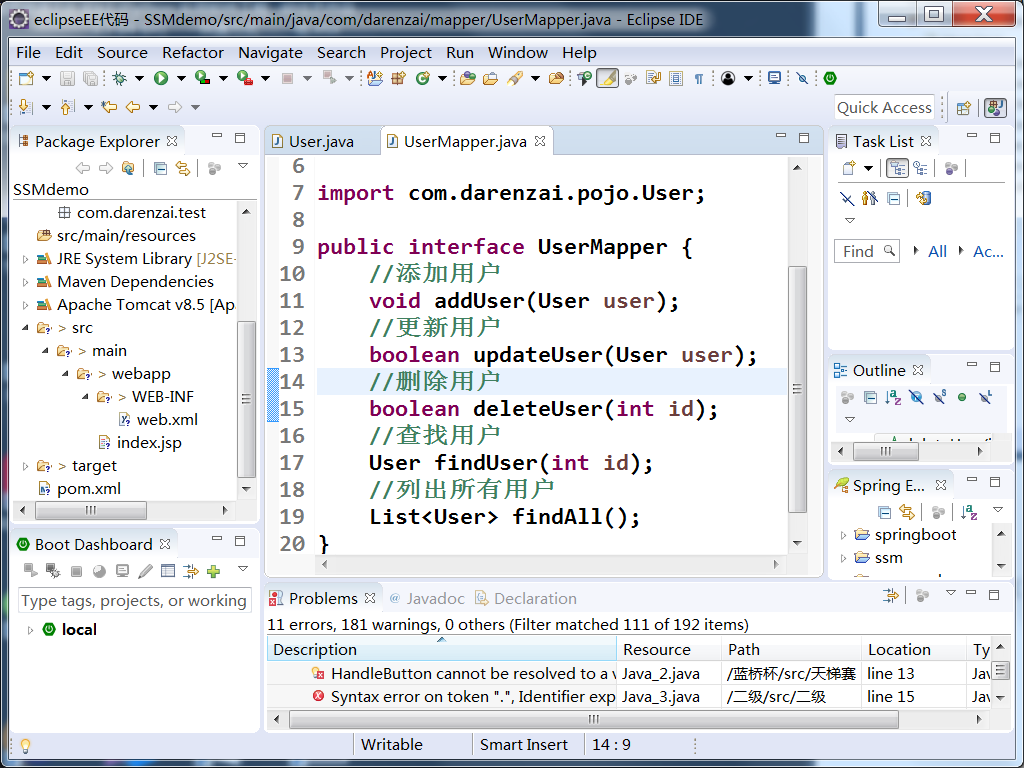 eclipseEE代码 - SSMdemo/src/main/java/com/darenzai/mapper/UserMapper.java - Eclipse IDE
File Edit Source Refactor Navigate Search Project Run Window Help
Quick Access
Package Explorer
SSMdemo
com.darenzai.test
src/main/resources
JRE System Library [J2SE-
Maven Dependencies
Apache Tomcat v8.5 [Apa
> src
> main
> webapp
> WEB-INF
web.xml
index.jsp
> target
pom.xml
Boot Dashboard
Type tags, projects, or working
local
User.java UserMapper.java
6
7 import com.darenzai.pojo.User;
8
9 public interface UserMapper {
10 //添加用户
11 void addUser(User user);
12 //更新用户
13 boolean updateUser(User user);
14 //删除用户
15 boolean deleteUser(int id);
16 //查找用户
17 User findUser(int id);
18 //列出所有用户
19 List<User> findAll();
20 }
Task List
Find All Ac...
Outline
Spring E...
springboot
ssm
Problems @ Javadoc Declaration
11 errors, 181 warnings, 0 others (Filter matched 111 of 192 items)
Description Resource Path Location Ty
HandleButton cannot be resolved to a v Java_2.java /蓝桥杯/src/天梯赛 line 13 Jav
Syntax error on token ".", Identifier exp Java_3.java /二级/src/二级 line 15 Jav
Writable Smart Insert 14 : 9